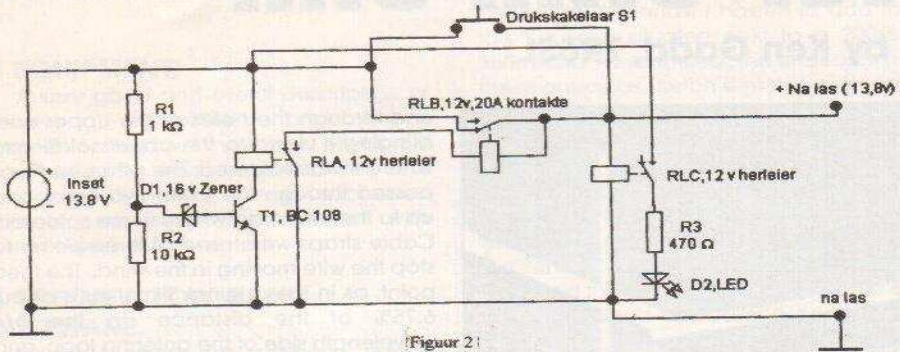 by Ken
Drukskakelaar S1
+ Na las (13,8v)
RLB,12v,20A kontakte
R1
1 kΩ
RLA, 12v herleier
RLC,12 v herleier
Inset
13.8 V
D1,16 v Zener
T1, BC 108
R2
10 kΩ
R3
470 Ω
D2,LED
na las
Figuur 2